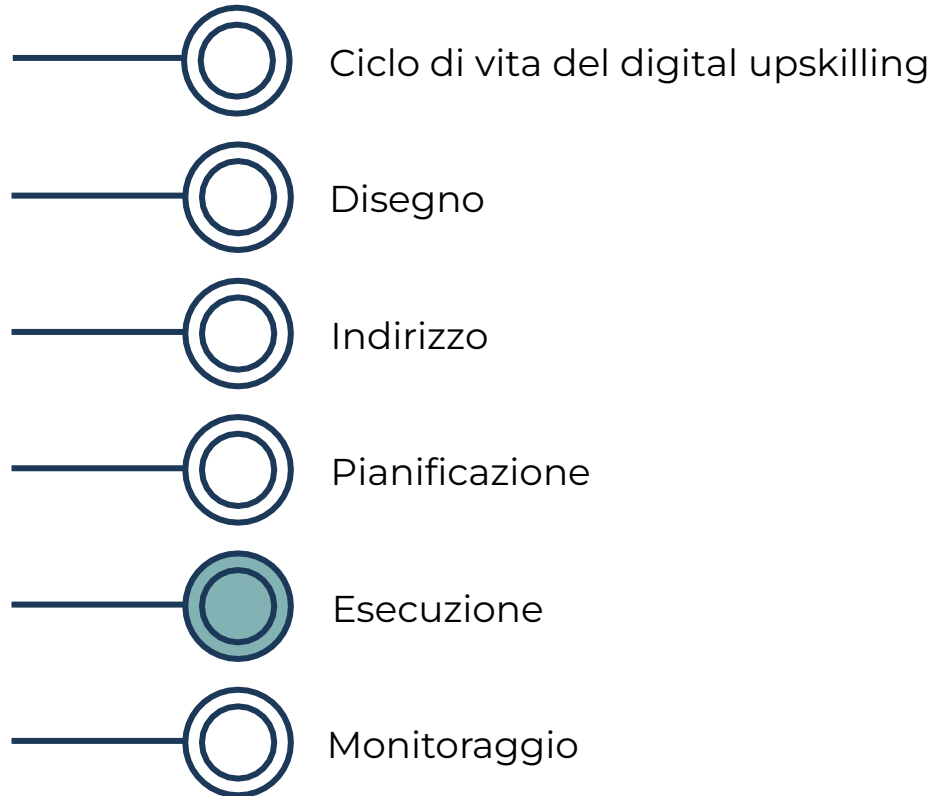 Ciclo di vita del digital upskilling
Disegno
Indirizzo
Pianificazione
Esecuzione
Monitoraggio